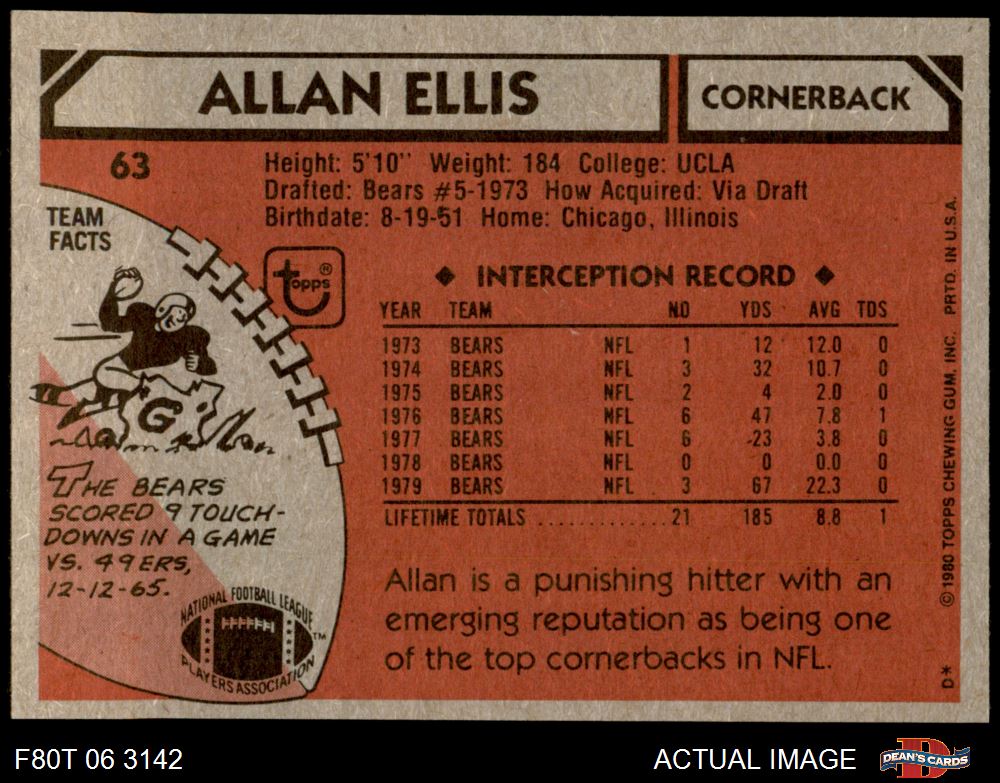 ALLAN ELLIS
CORNERBACK
63
Height: 5'10'' Weight: 184 College: UCLA
Drafted: Bears #5-1973 How Acquired: Via Draft
Birthdate: 8-19-51 Home: Chicago, Illinois
TEAM
FACTS
topps®
G
THE BEARS
SCORED 9 TOUCH-
DOWNS IN A GAME
VS. 49ERS,
12-12-65.
NATIONAL FOOTBALL LEAGUE
PLAYERS ASSOCIATION
TM
◆ INTERCEPTION RECORD ◆
YEAR TEAM NO YDS AVG TDS
1973 BEARS NFL 1 12 12.0 0
1974 BEARS NFL 3 32 10.7 0
1975 BEARS NFL 2 4 2.0 0
1976 BEARS NFL 6 47 7.8 1
1977 BEARS NFL 6 -23 3.8 0
1978 BEARS NFL 0 0 0.0 0
1979 BEARS NFL 3 67 22.3 0
LIFETIME TOTALS ............ 21 185 8.8 1
Allan is a punishing hitter with an
emerging reputation as being one
of the top cornerbacks in NFL.
D* © 1980 TOPPS CHEWING GUM, INC. PRTD. IN U.S.A.
F80T 06 3142
ACTUAL IMAGE
D DEAN'S CARDS